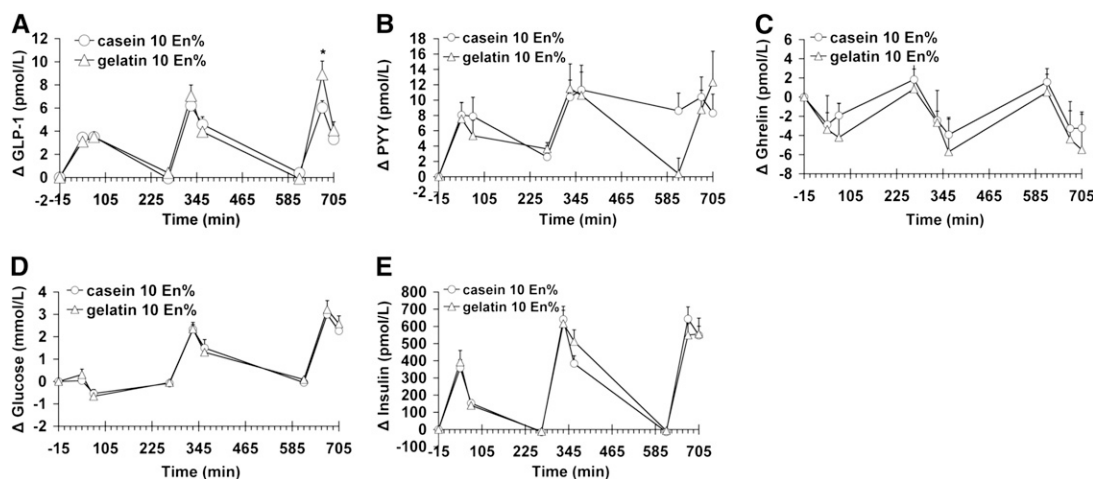 A
casein 10 En%
gelatin 10 En%
*
Δ GLP-1 (pmol/L)
12
10
8
6
4
2
0
-2
-15 105 225 345 465 585 705
Time (min)
B
casein 10 En%
gelatin 10 En%
Δ PYY (pmol/L)
18
16
14
12
10
8
6
4
2
0
-2
-15 105 225 345 465 585 705
Time (min)
C
casein 10 En%
gelatin 10 En%
Δ Ghrelin (pmol/L)
6
4
2
0
-2
-4
-6
-8
-15 105 225 345 465 585 705
Time (min)
D
casein 10 En%
gelatin 10 En%
Δ Glucose (mmol/L)
4
3
2
1
0
-1
-2
-15 105 225 345 465 585 705
Time (min)
E
casein 10 En%
gelatin 10 En%
Δ Insulin (pmol/L)
800
700
600
500
400
300
200
100
0
-100
-15 105 225 345 465 585 705
Time (min)